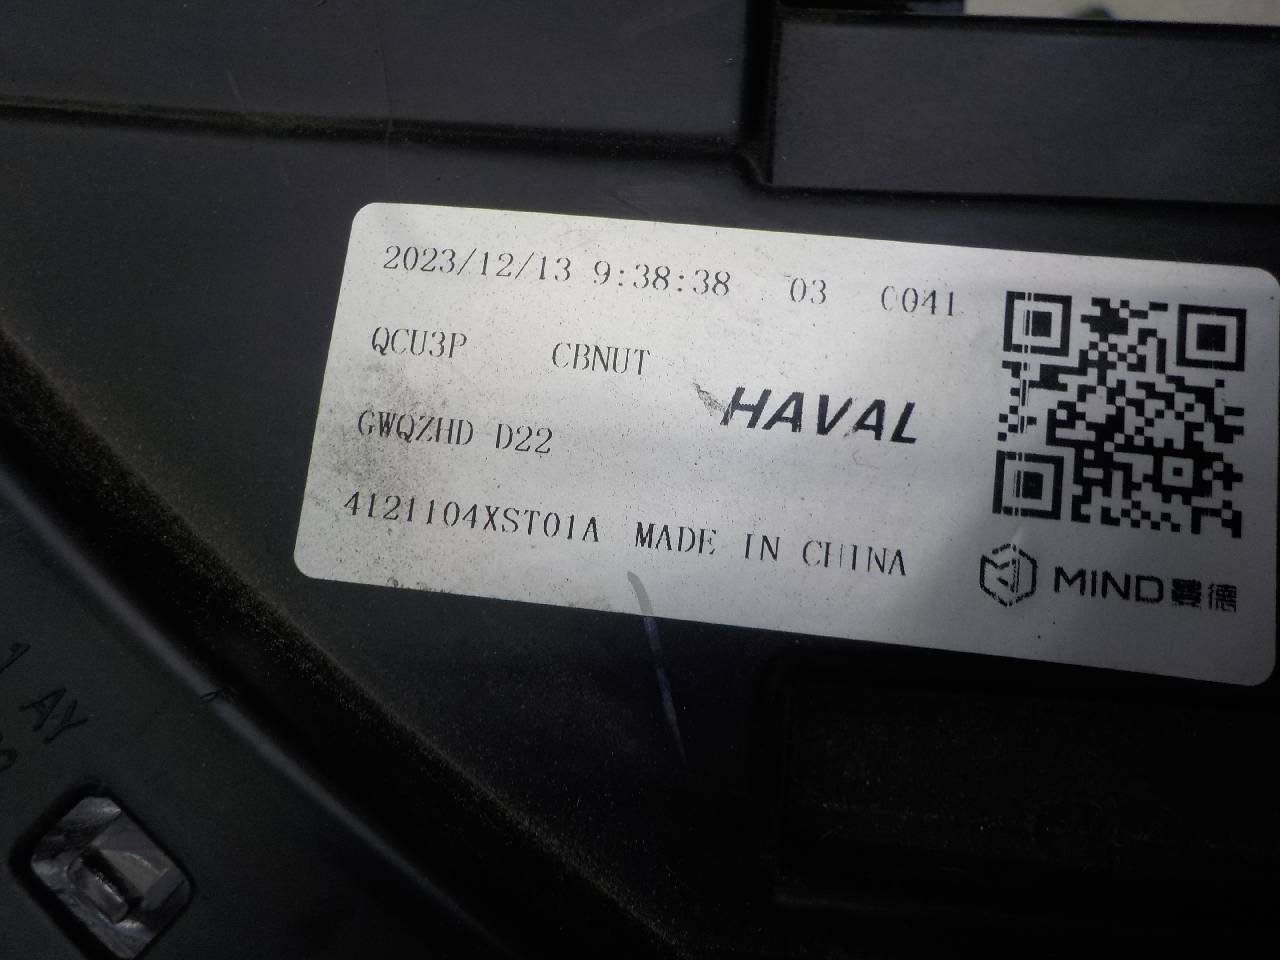 2023/12/13 9:38:38 03 C041
QCU3P CBNUT
HAVAL
GWQZHD D22
4121104XST01A MADE IN CHINA
MIND曼德
AY